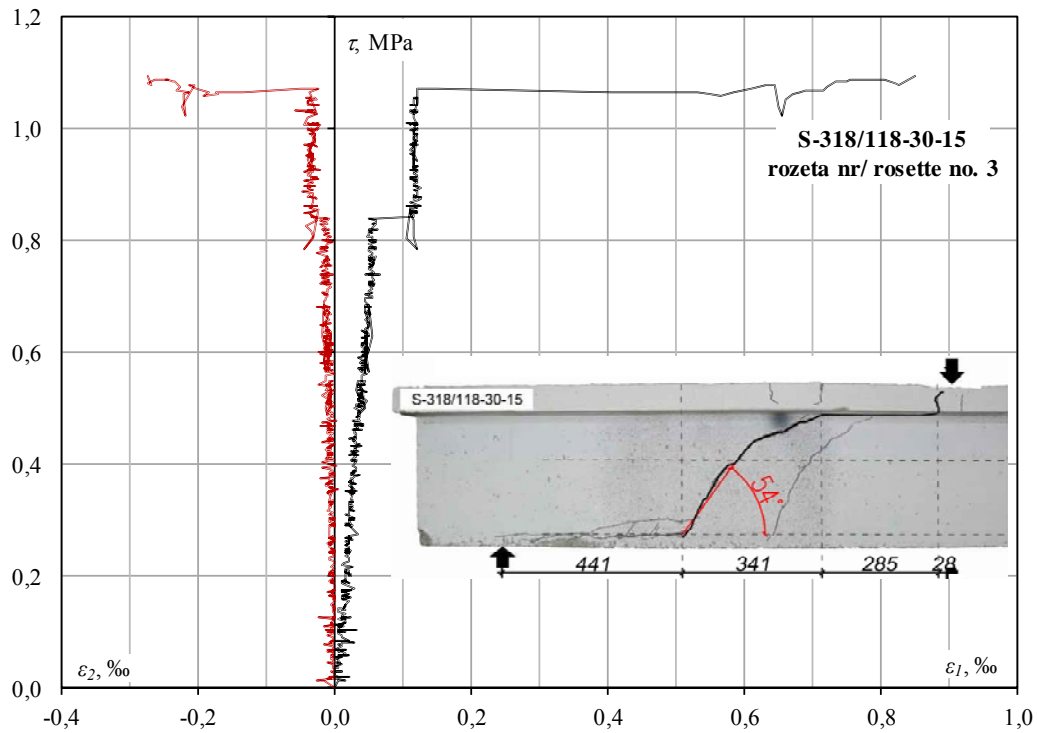 1,2
τ, MPa
1,0
S-318/118-30-15
rozeta nr/ rosette no. 3
0,8
0,6
S-318/118-30-15
0,4
54°
0,2
441 341 285 28
ε2, ‰ ε1, ‰
0,0
-0,4 -0,2 0,0 0,2 0,4 0,6 0,8 1,0